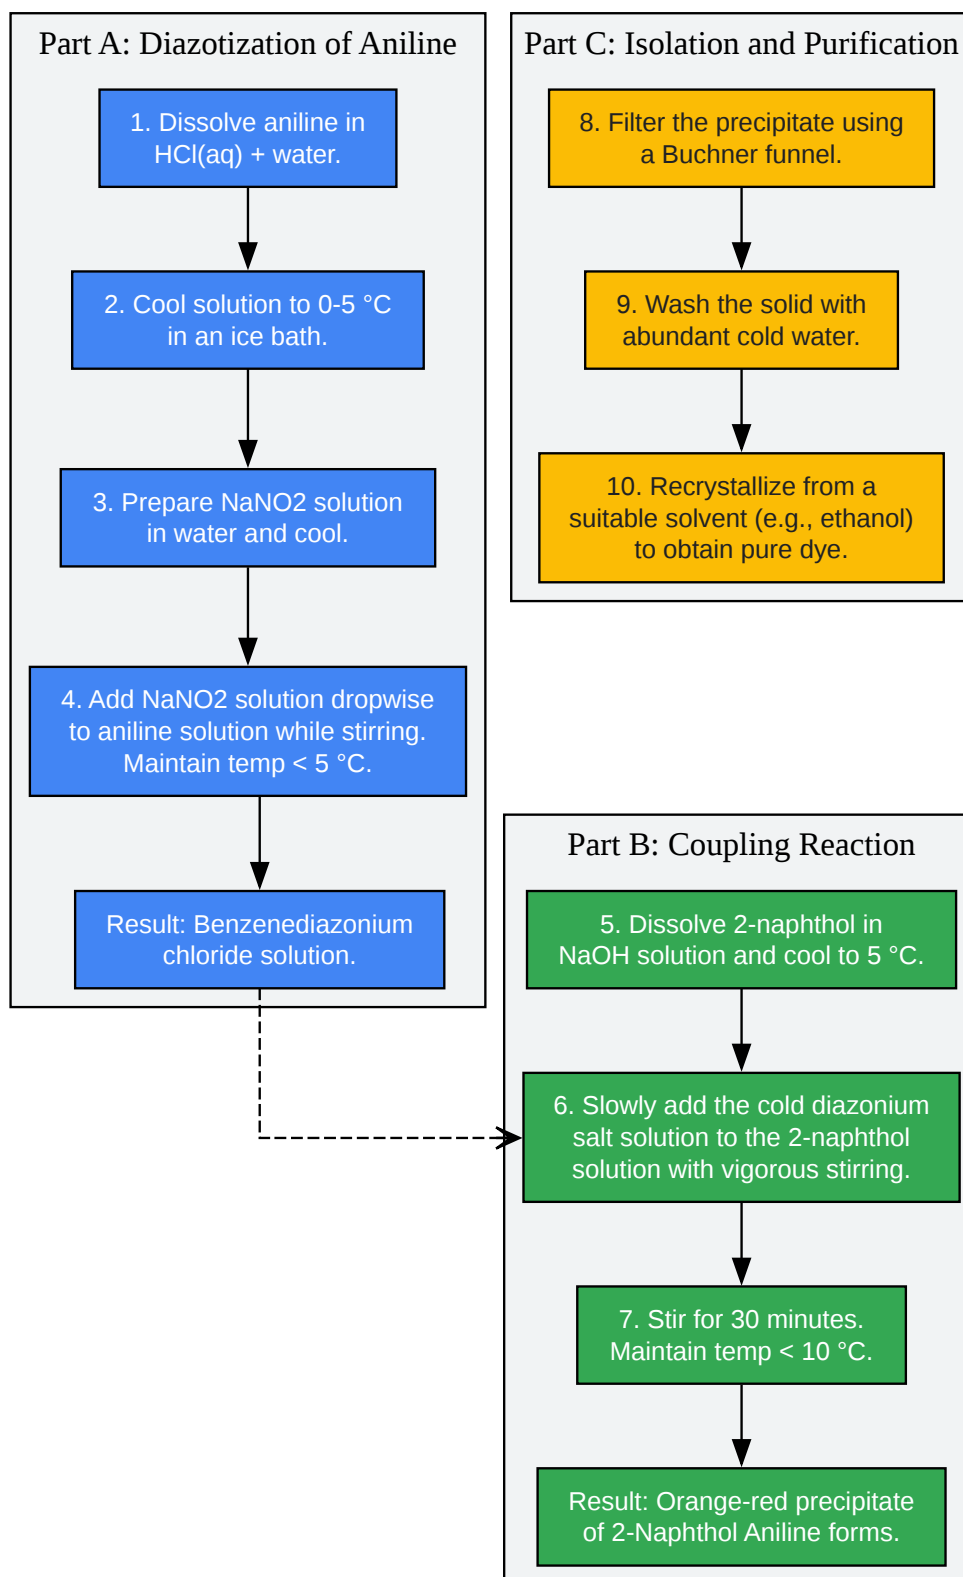 Part A: Diazotization of Aniline
1. Dissolve aniline in
HCl(aq) + water.
2. Cool solution to 0-5 °C
in an ice bath.
3. Prepare NaNO2 solution
in water and cool.
4. Add NaNO2 solution dropwise
to aniline solution while stirring.
Maintain temp < 5 °C.
Result: Benzenediazonium
chloride solution.
Part C: Isolation and Purification
8. Filter the precipitate using
a Buchner funnel.
9. Wash the solid with
abundant cold water.
10. Recrystallize from a
suitable solvent (e.g., ethanol)
to obtain pure dye.
Part B: Coupling Reaction
5. Dissolve 2-naphthol in
NaOH solution and cool to 5 °C.
6. Slowly add the cold diazonium
salt solution to the 2-naphthol
solution with vigorous stirring.
7. Stir for 30 minutes.
Maintain temp < 10 °C.
Result: Orange-red precipitate
of 2-Naphthol Aniline forms.